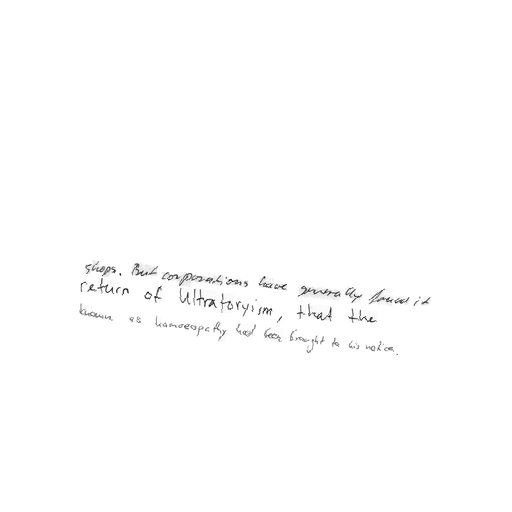 shops. But corporations have generally found it
return of Ultratoryism, that the
known as homoeopathy had been brought to his notice.